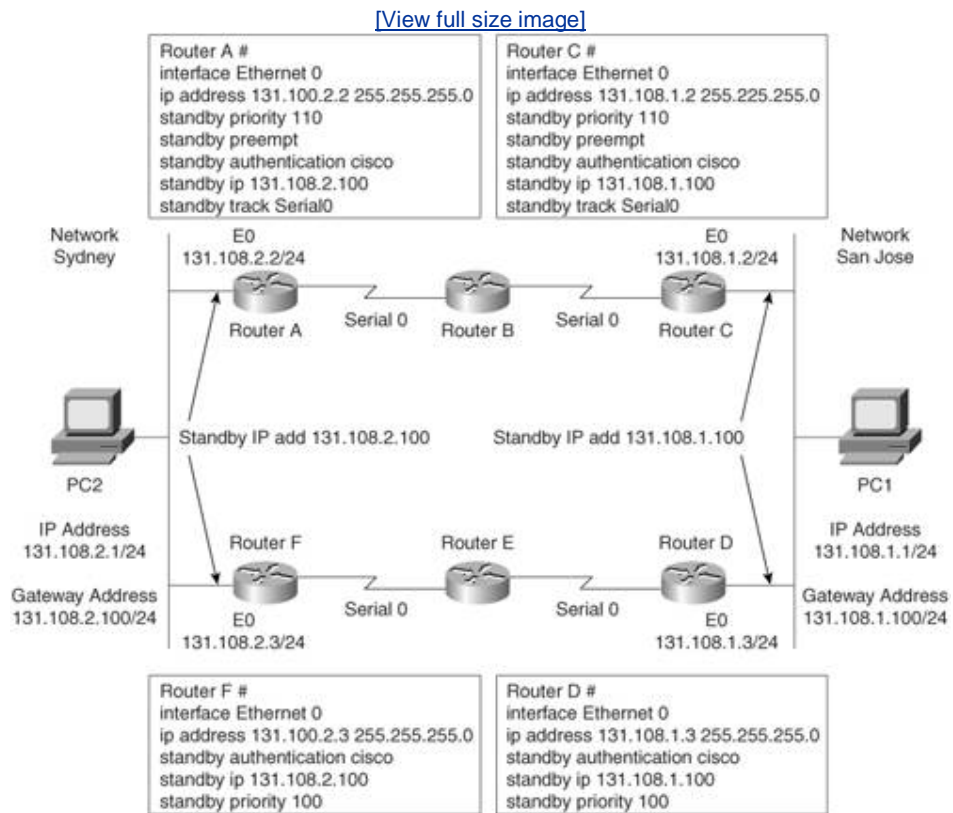 [View full size image]
Router A #
interface Ethernet 0
ip address 131.100.2.2 255.255.255.0
standby priority 110
standby preempt
standby authentication cisco
standby ip 131.108.2.100
standby track Serial0
Router C #
interface Ethernet 0
ip address 131.108.1.2 255.225.255.0
standby priority 110
standby preempt
standby authentication cisco
standby ip 131.108.1.100
standby track Serial0
Network
Sydney
E0
131.108.2.2/24
E0
131.108.1.2/24
Network
San Jose
Router A
Serial 0
Router B
Serial 0
Router C
Standby IP add 131.108.2.100
Standby IP add 131.108.1.100
PC2
PC1
IP Address
131.108.2.1/24
Gateway Address
131.108.2.100/24
Router F
Serial 0
Router E
Serial 0
Router D
E0
131.108.2.3/24
E0
131.108.1.3/24
IP Address
131.108.1.1/24
Gateway Address
131.108.1.100/24
Router F #
interface Ethernet 0
ip address 131.100.2.3 255.255.255.0
standby authentication cisco
standby ip 131.108.2.100
standby priority 100
Router D #
interface Ethernet 0
ip address 131.108.1.3 255.255.255.0
standby authentication cisco
standby ip 131.108.1.100
standby priority 100